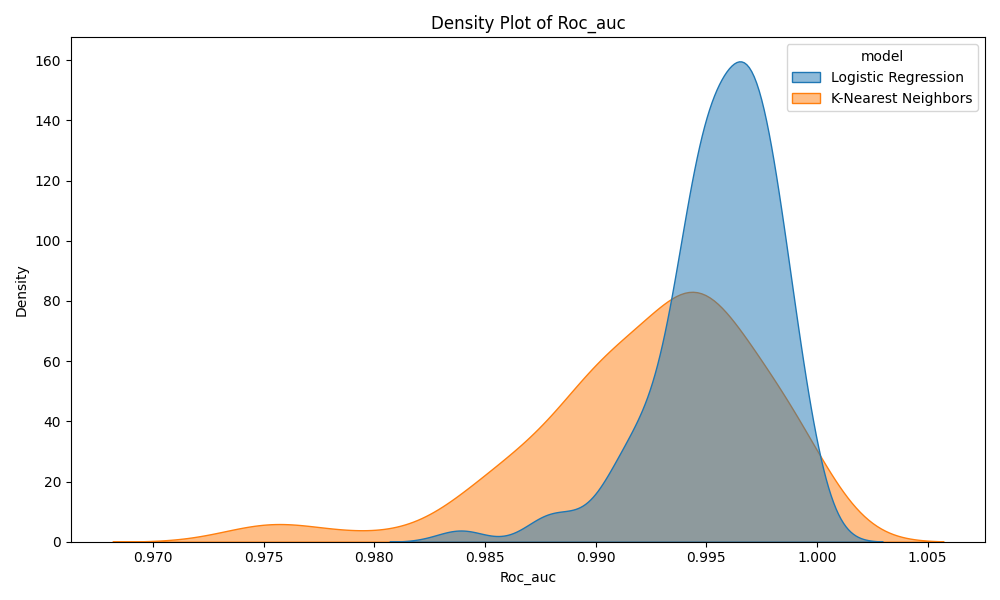 Density Plot of Roc_auc
model
Logistic Regression
K-Nearest Neighbors
160
140
120
100
80
60
40
20
0
Density
0.970 0.975 0.980 0.985 0.990 0.995 1.000 1.005
Roc_auc